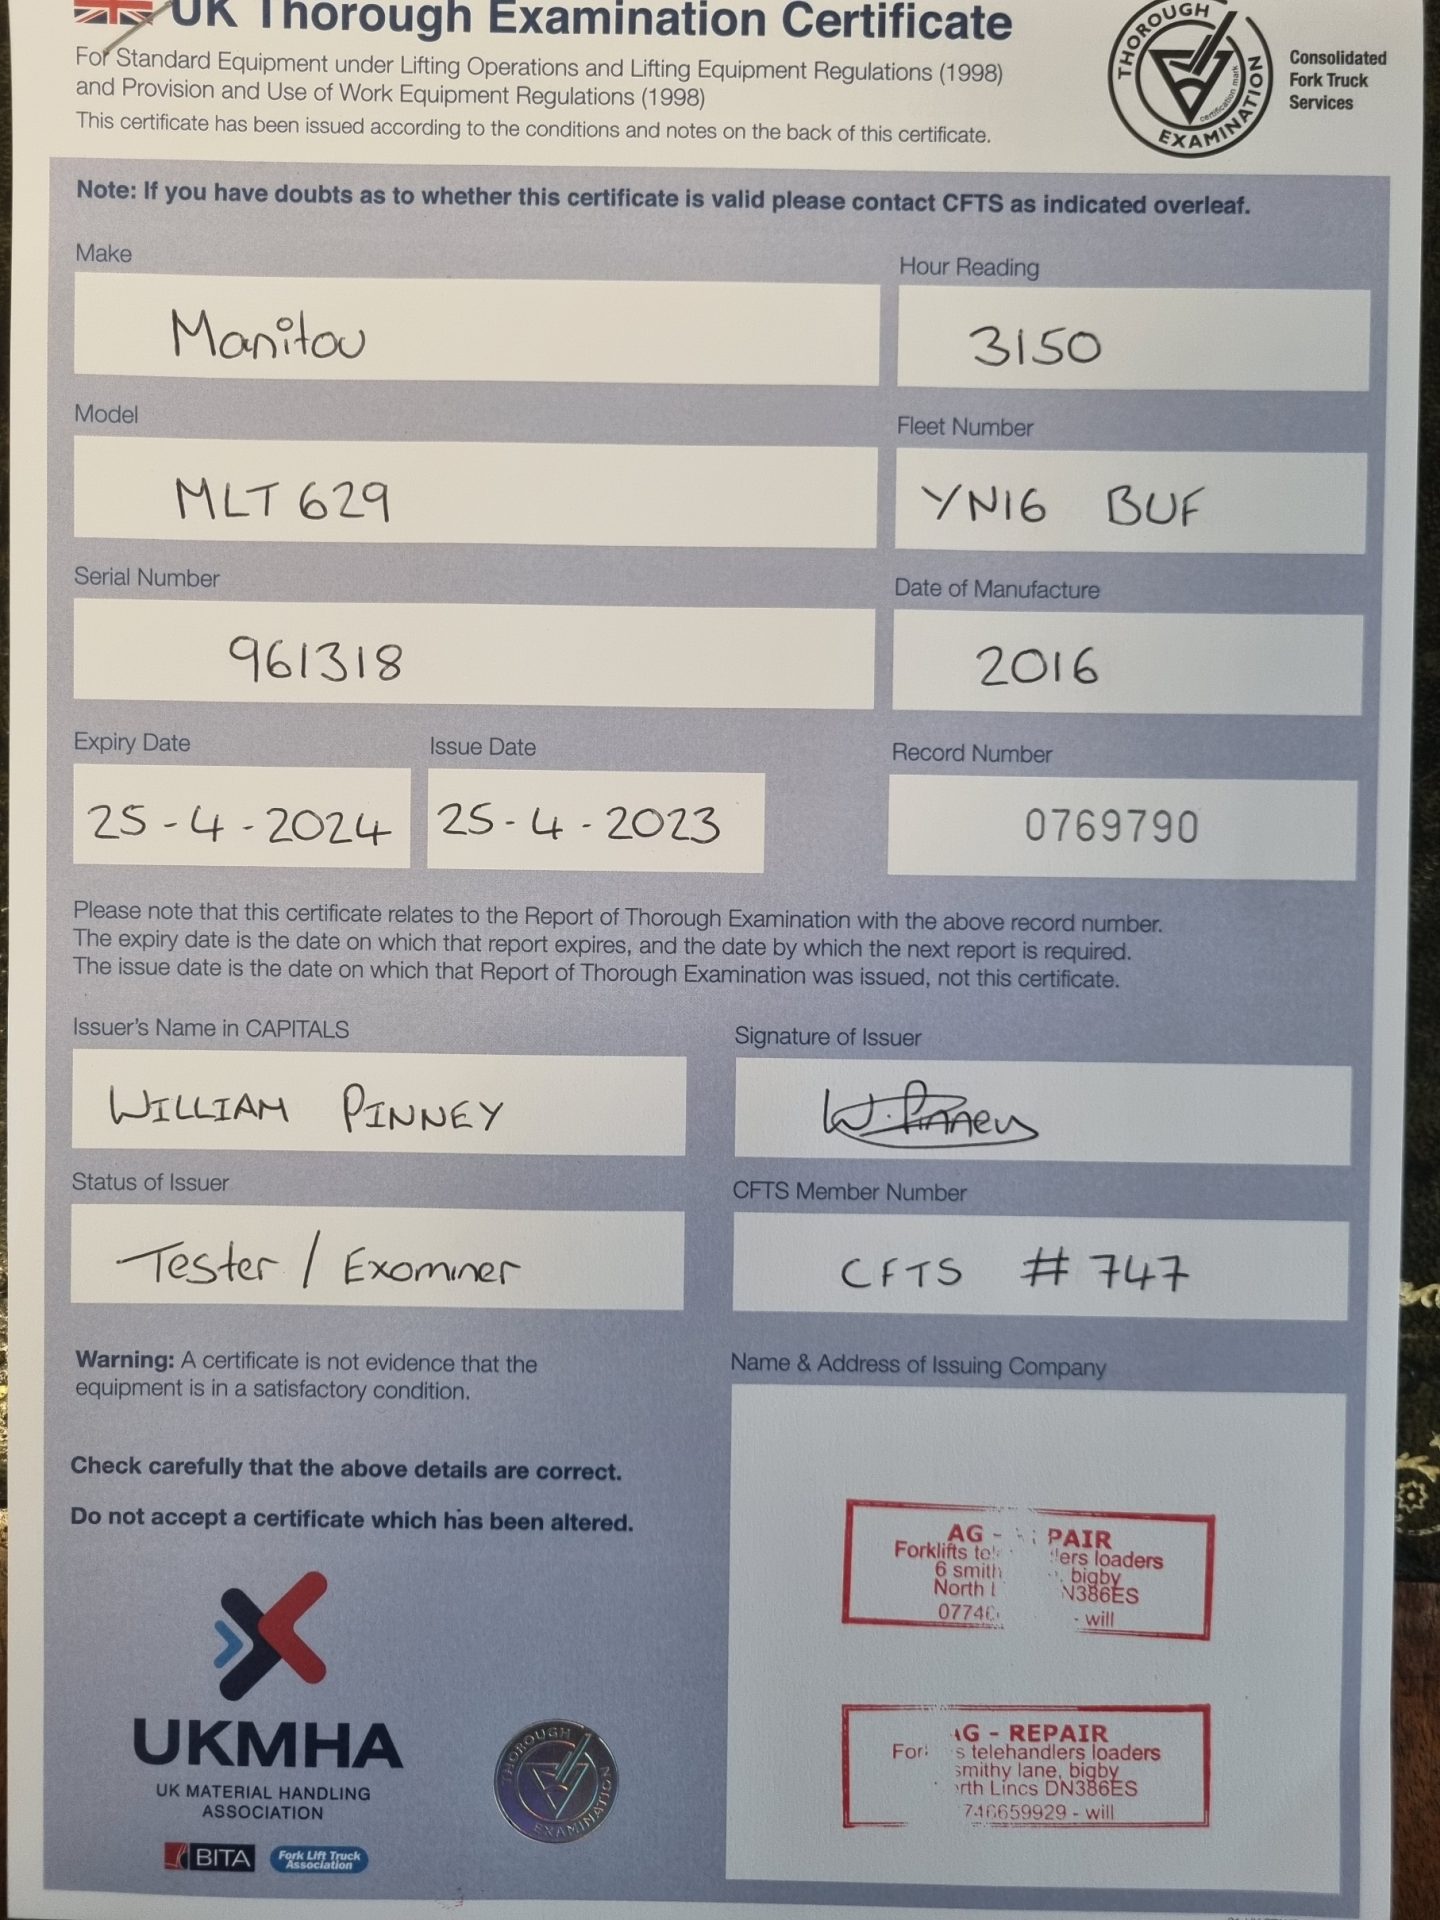 UK Thorough Examination Certificate
For Standard Equipment under Lifting Operations and Lifting Equipment Regulations (1998)
and Provision and Use of Work Equipment Regulations (1998)
This certificate has been issued according to the conditions and notes on the back of this certificate.
THOROUGH
EXAMINATION
certification mark
Consolidated
Fork Truck
Services
Note: If you have doubts as to whether this certificate is valid please contact CFTS as indicated overleaf.
Make
Manitou
Hour Reading
3150
Model
MLT 629
Fleet Number
YN16 BUF
Serial Number
961318
Date of Manufacture
2016
Expiry Date
25-4-2024
Issue Date
25-4-2023
Record Number
0769790
Please note that this certificate relates to the Report of Thorough Examination with the above record number.
The expiry date is the date on which that report expires, and the date by which the next report is required.
The issue date is the date on which that Report of Thorough Examination was issued, not this certificate.
Issuer's Name in CAPITALS
WILLIAM PINNEY
Signature of Issuer
W. Pinney
Status of Issuer
Tester / Examiner
CFTS Member Number
CFTS #747
Warning: A certificate is not evidence that the
equipment is in a satisfactory condition.
Check carefully that the above details are correct.
Do not accept a certificate which has been altered.
Name & Address of Issuing Company
AG - PAIR
Forklifts loaders
6 bigby
North
- will
AG - REPAIR
telehandlers loaders
smithy lane, bigby
Lincs DN386ES
- will
UKMHA
UK MATERIAL HANDLING
ASSOCIATION
BITA
Fork Lift Truck
Association
THOROUGH
EXAMINATION